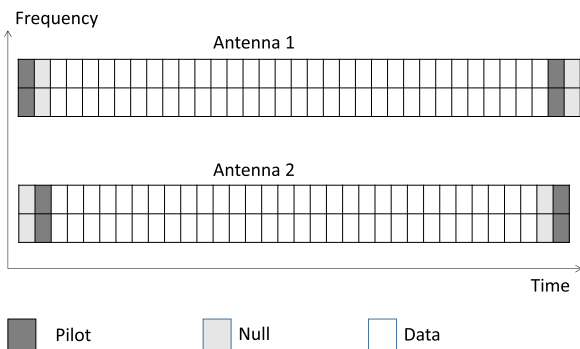 Frequency
Antenna 1
Antenna 2
Time
Pilot
Null
Data